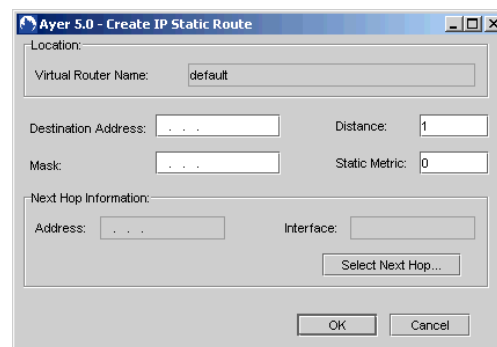 Ayer 5.0 - Create IP Static Route
Location:
Virtual Router Name: default
Destination Address: . . . Distance: 1
Mask: . . . Static Metric: 0
Next Hop Information:
Address: . . . Interface:
Select Next Hop...
OK Cancel